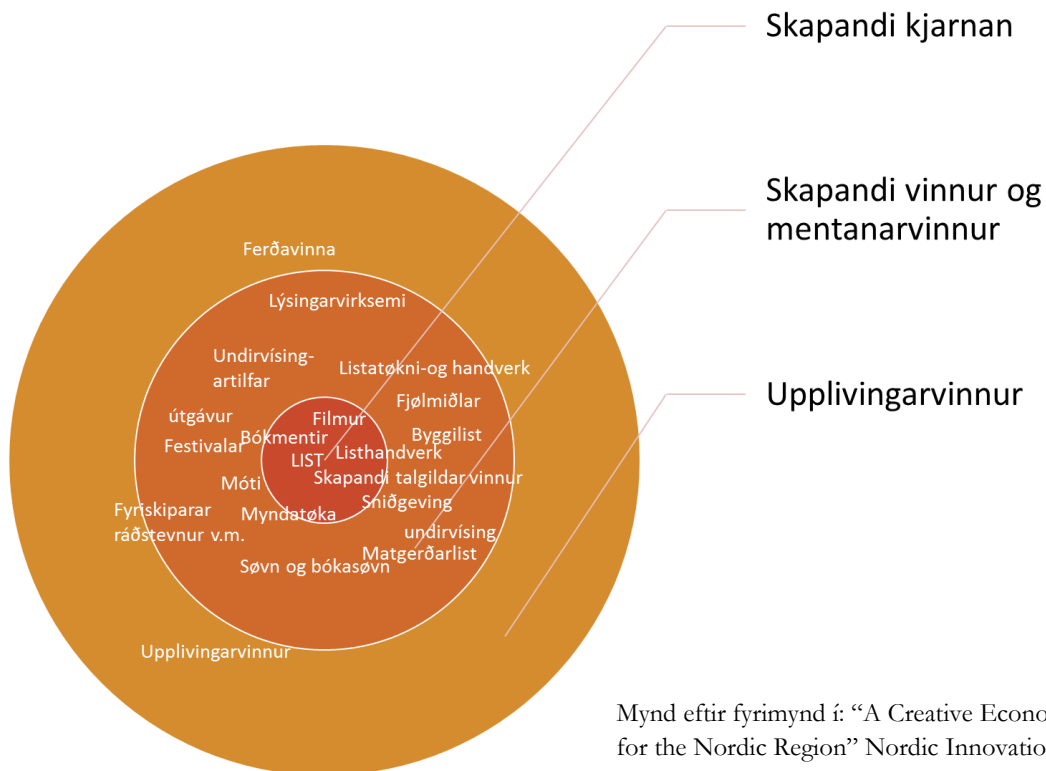 Skapandi kjarnan
Skapandi vinnur og
mentanarvinnur
Upplivingarvinnur
Ferðavinna
Lýsingarvirksemi
Undirvísing-
artilfar
Listatøkni-og handverk
Fjølmiðlar
útgávur
Filmur
Byggilist
Festivalar
Bókmentir
Listhandverk
LIST
Skapandi talgildar vinnur
Móti
Sniðgeving
Fyriskiparar
ráðstevnur v.m.
Myndatøka
undirvísing
Matgerðarlist
Søvn og bókasøvn
Upplivingarvinnur
Mynd eftir fyrimynd í: “A Creative Econo
for the Nordic Region” Nordic Innovatio